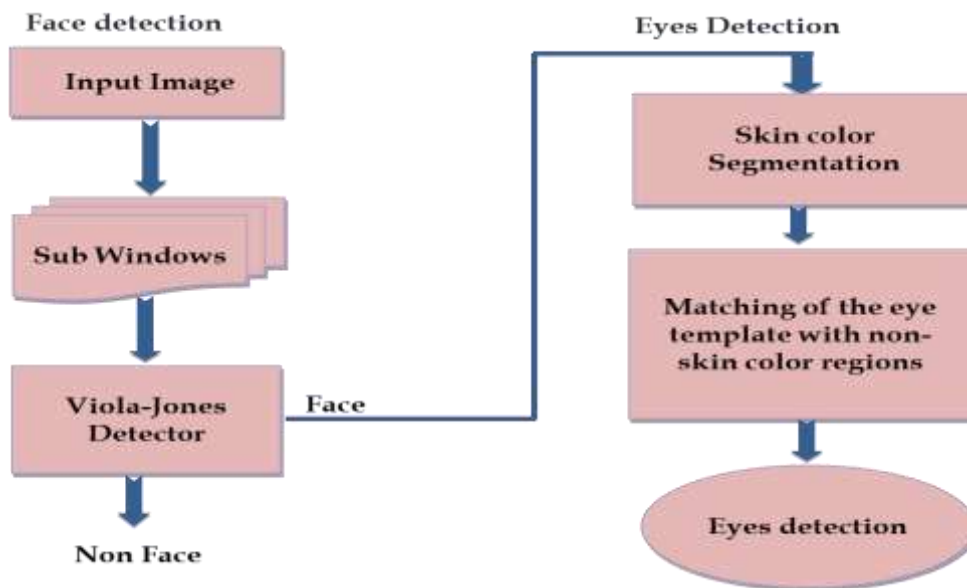 Face detection
Input Image
Sub Windows
Viola-Jones
Detector
Face
Non Face
Eyes Detection
Skin color
Segmentation
Matching of the eye
template with non-
skin color regions
Eyes detection